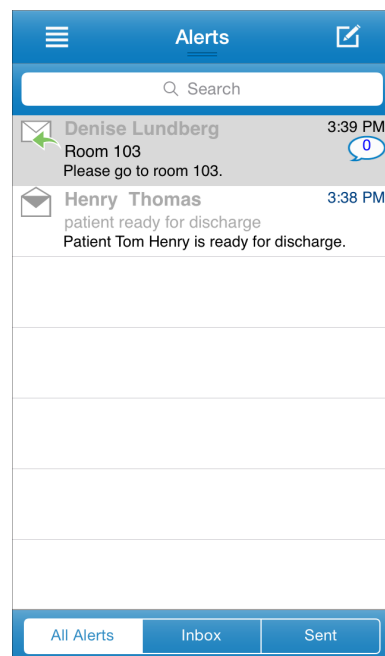 Alerts
Search
Denise Lundberg 3:39 PM
Room 103 0
Please go to room 103.
Henry Thomas 3:38 PM
patient ready for discharge
Patient Tom Henry is ready for discharge.
All Alerts Inbox Sent